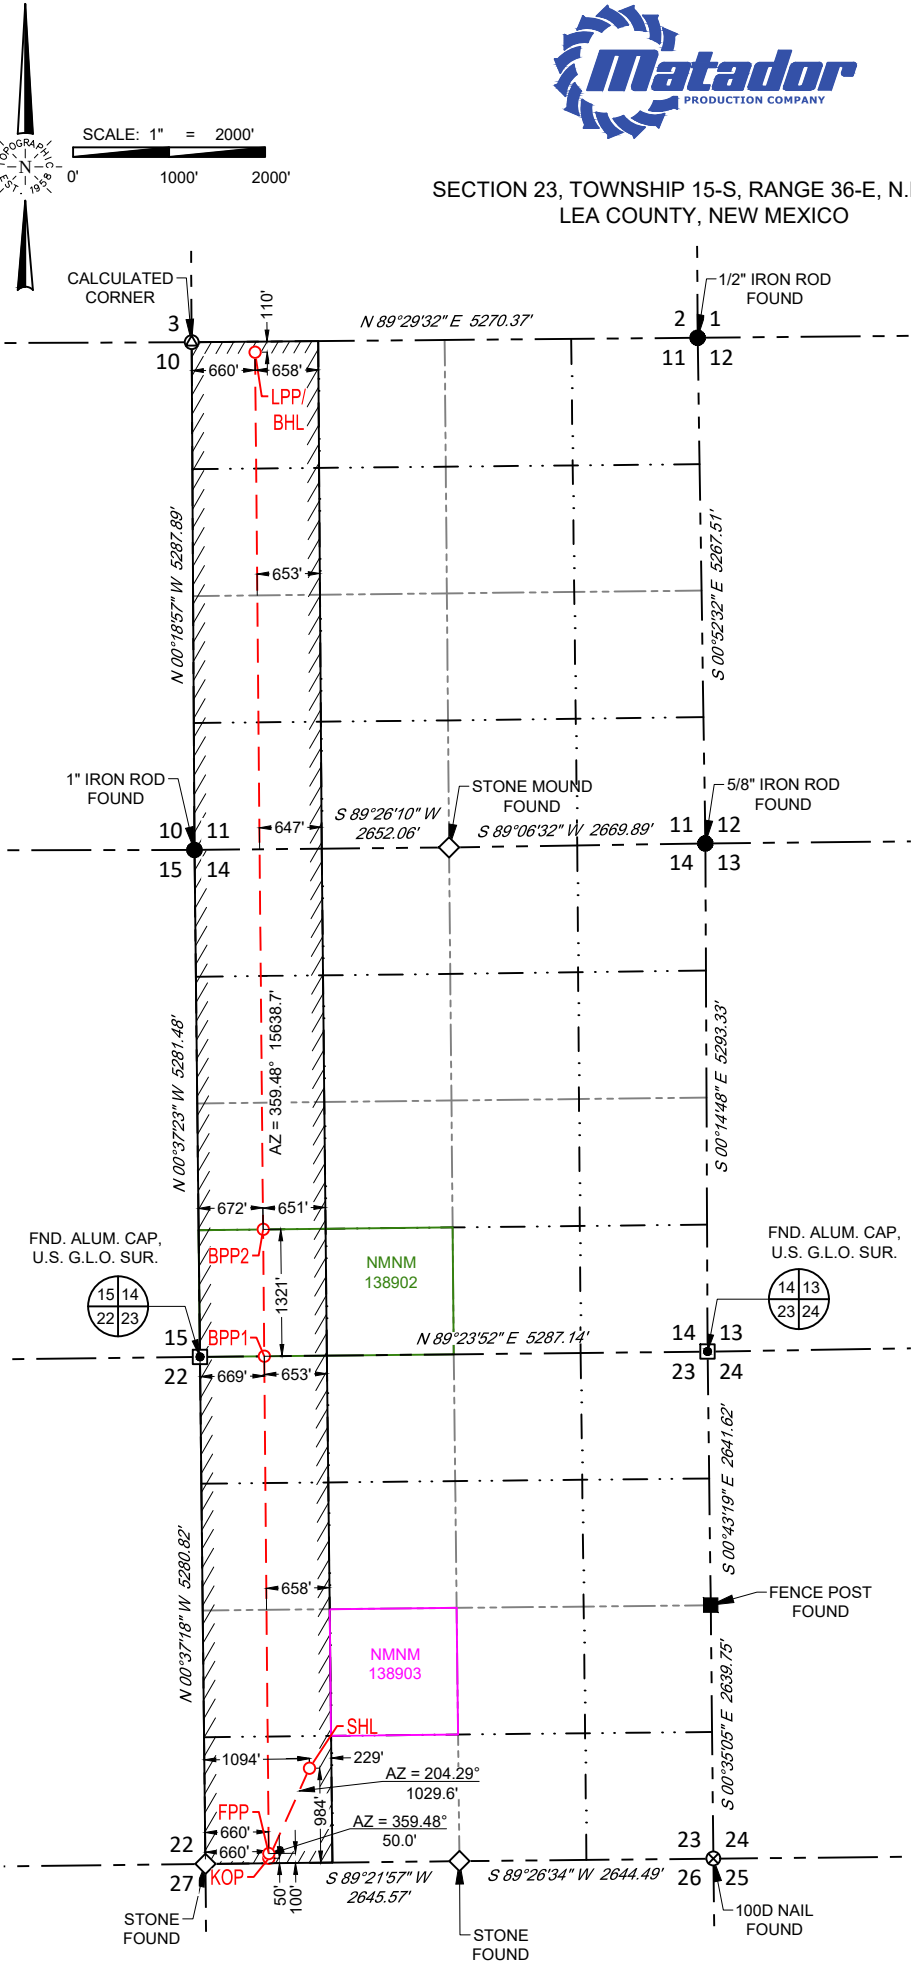 Matador
PRODUCTION COMPANY
SCALE: 1" = 2000'
0' 1000' 2000'
TOPOGRAPHIC
N
EST. 1958
SECTION 23, TOWNSHIP 15-S, RANGE 36-E, N.
LEA COUNTY, NEW MEXICO
CALCULATED
CORNER
110'
1/2" IRON ROD
FOUND
3
10
N 89°29'32" E 5270.37'
2 1
11 12
660' 658'
LPP/
BHL
N 00°18'57" W 5287.89'
653'
S 00°52'32" E 5267.51'
1" IRON ROD
FOUND
STONE MOUND
FOUND
5/8" IRON ROD
FOUND
10 11
15 14
647'
S 89°26'10" W
2652.06'
S 89°06'32" W 2669.89'
11 12
14 13
N 00°37'23" W 5281.48'
AZ = 359.48° 15638.7'
S 00°14'48" E 5293.33'
672' 651'
FND. ALUM. CAP,
U.S. G.L.O. SUR.
15 14
22 23
BPP2
1321'
NMNM
138902
FND. ALUM. CAP,
U.S. G.L.O. SUR.
14 13
23 24
15
22
BPP1
N 89°23'52" E 5287.14'
14 13
23 24
669' 653'
N 00°37'18" W 5280.82'
S 00°43'19" E 2641.62'
658'
FENCE POST
FOUND
NMNM
138903
S 00°35'05" E 2639.75'
SHL
1094' 229'
AZ = 204.29°
1029.6'
984'
FPP
AZ = 359.48°
50.0'
660'
660'
KOP
50'
100'
22
27
S 89°21'57" W
2645.57'
S 89°26'34" W 2644.49'
23 24
26 25
STONE
FOUND
STONE
FOUND
100D NAIL
FOUND